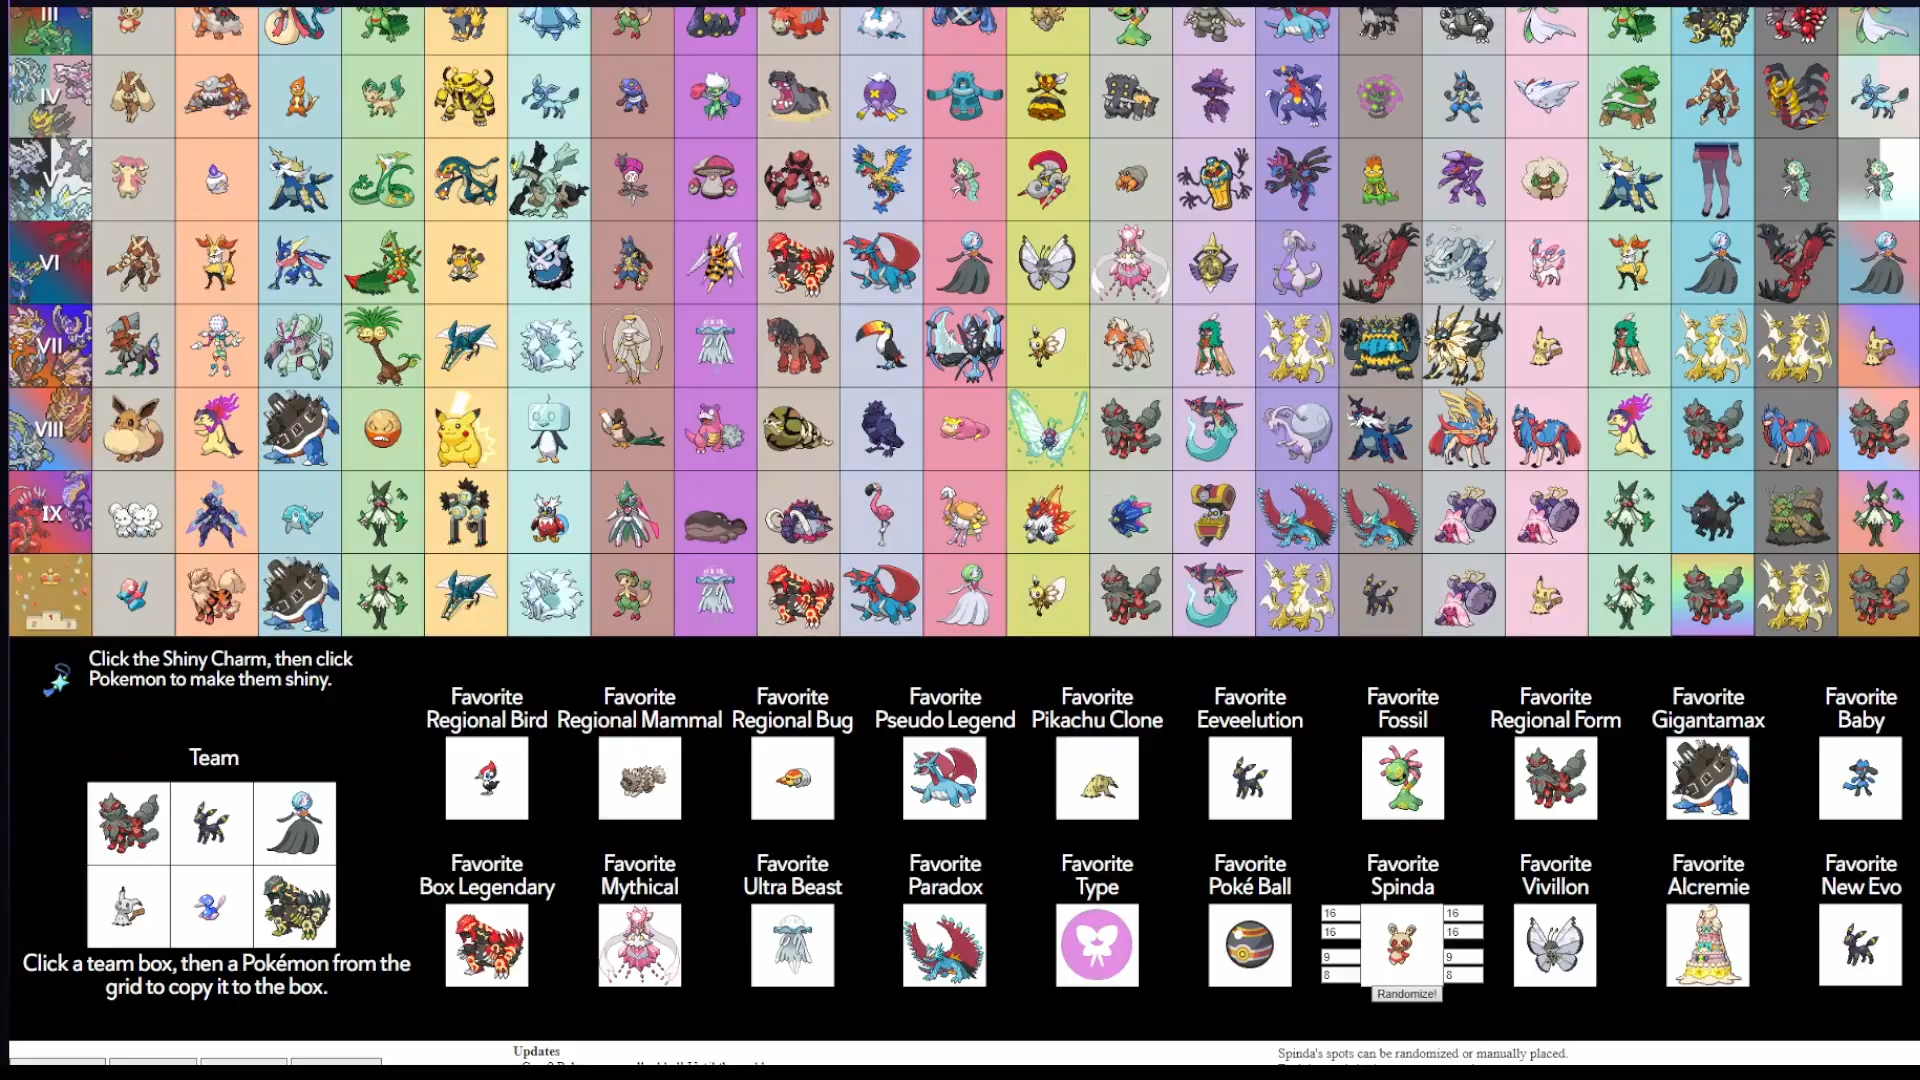 III
IV
V
VI
VII
VIII
IX
Click the Shiny Charm, then click
Pokemon to make them shiny.
Team
Click a team box, then a Pokémon from the
grid to copy it to the box.
Favorite
Regional Bird
Favorite
Regional Mammal
Favorite
Regional Bug
Favorite
Pseudo Legend
Favorite
Pikachu Clone
Favorite
Eeveelution
Favorite
Fossil
Favorite
Regional Form
Favorite
Gigantamax
Favorite
Baby
Favorite
Box Legendary
Favorite
Mythical
Favorite
Ultra Beast
Favorite
Paradox
Favorite
Type
Favorite
Poké Ball
Favorite
Spinda
16
16
9
8
16
16
9
8
Randomize!
Favorite
Vivillon
Favorite
Alcremie
Favorite
New Evo
Updates
Spinda's spots can be randomized or manually placed.